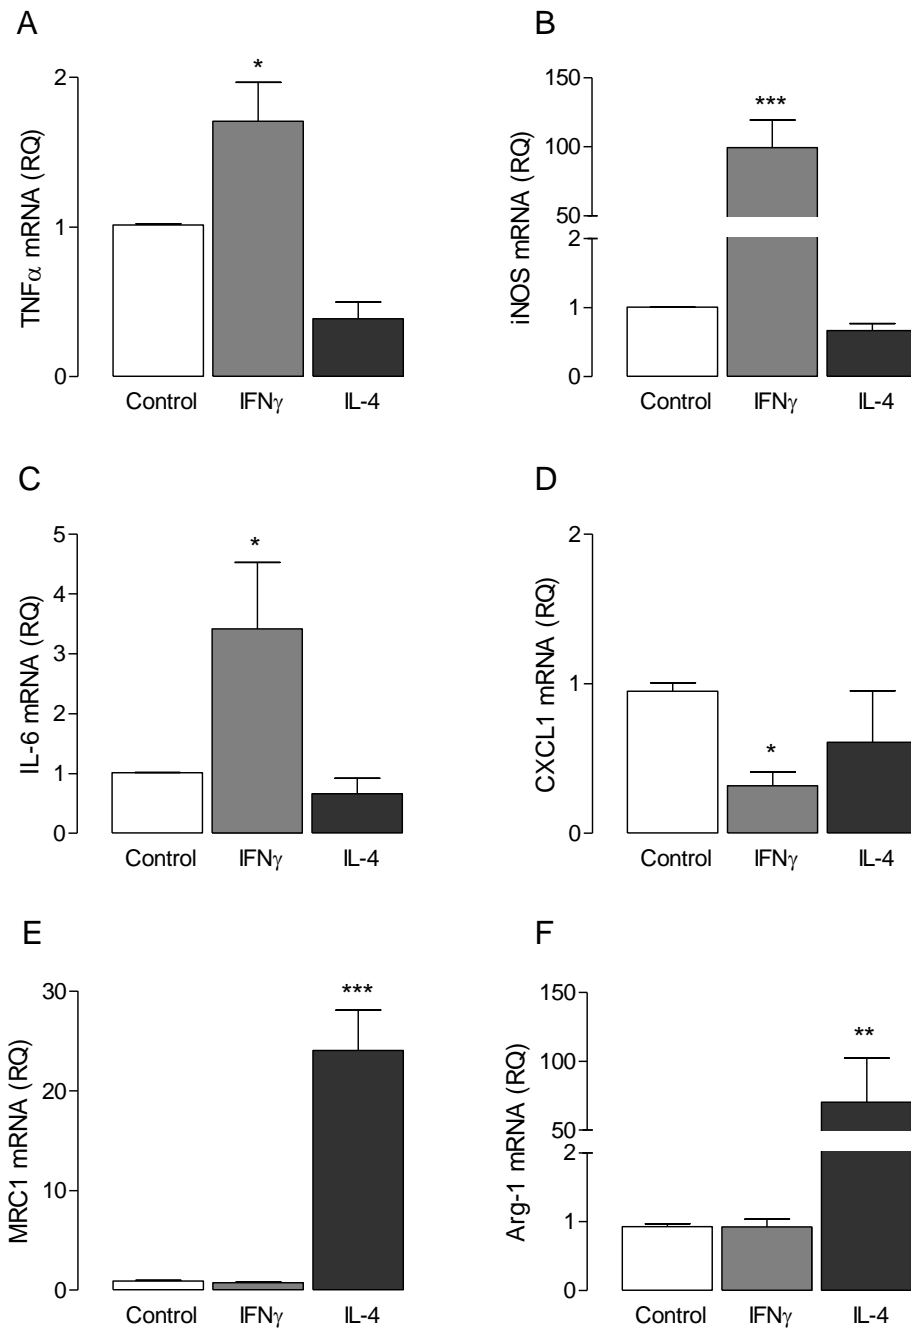 A
TNFα mRNA (RQ)
2
1
0
*
Control
IFNγ
IL-4
B
iNOS mRNA (RQ)
150
100
50
2
1
0
***
Control
IFNγ
IL-4
C
IL-6 mRNA (RQ)
5
4
3
2
1
0
*
Control
IFNγ
IL-4
D
CXCL1 mRNA (RQ)
2
1
0
*
Control
IFNγ
IL-4
E
MRC1 mRNA (RQ)
30
20
10
0
***
Control
IFNγ
IL-4
F
Arg-1 mRNA (RQ)
150
100
50
2
1
0
**
Control
IFNγ
IL-4